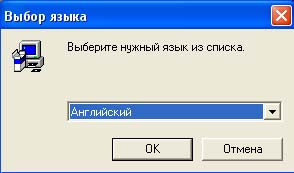 Выбор языка
Выберите нужный язык из списка.
Английский
OK
Отмена